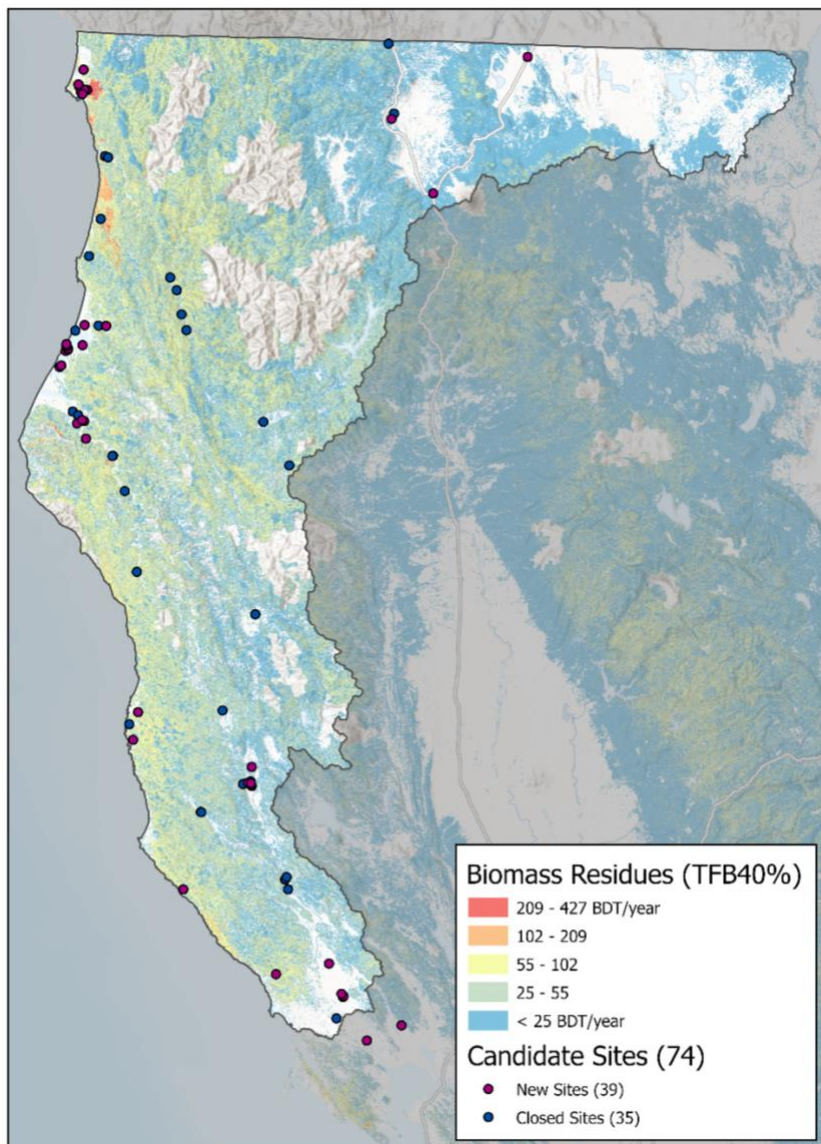 Biomass Residues (TFB40%)
209 - 427 BDT/year
102 - 209
55 - 102
25 - 55
< 25 BDT/year
Candidate Sites (74)
New Sites (39)
Closed Sites (35)